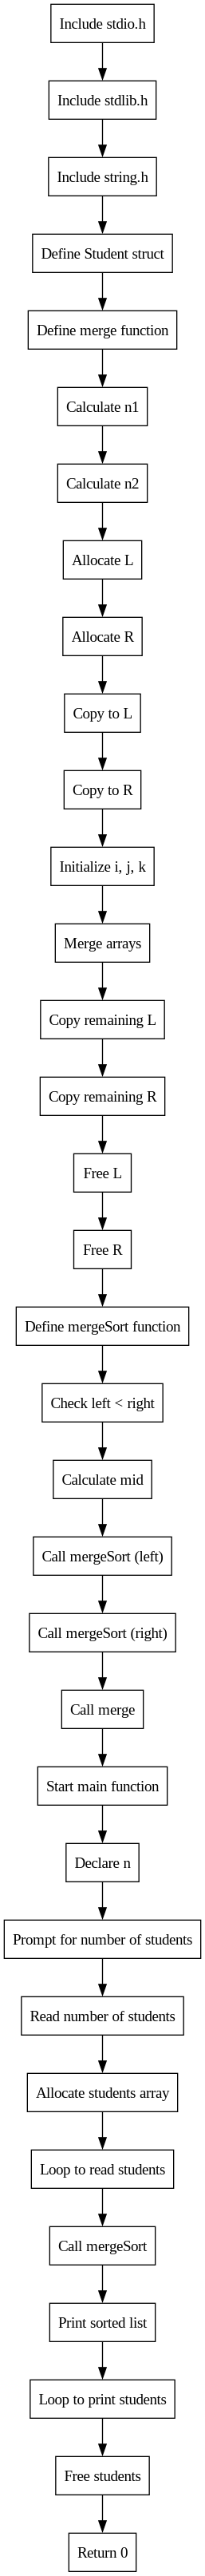 Include stdio.h
Include stdlib.h
Include string.h
Define Student struct
Define merge function
Calculate n1
Calculate n2
Allocate L
Allocate R
Copy to L
Copy to R
Initialize i, j, k
Merge arrays
Copy remaining L
Copy remaining R
Free L
Free R
Define mergeSort function
Check left < right
Calculate mid
Call mergeSort (left)
Call mergeSort (right)
Call merge
Start main function
Declare n
Prompt for number of students
Read number of students
Allocate students array
Loop to read students
Call mergeSort
Print sorted list
Loop to print students
Free students
Return 0